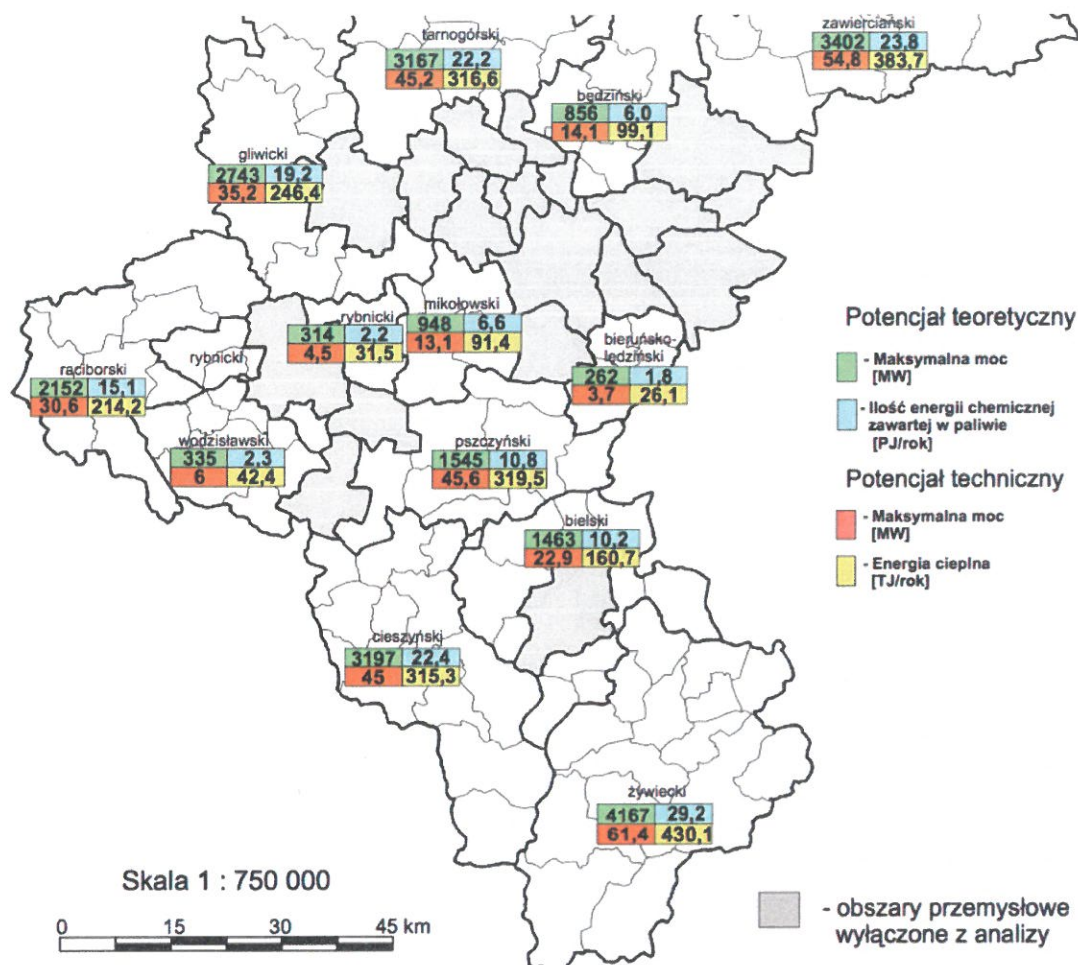 tarnogórski
3167 22,2
45,2 316,6
zawierciański
3402 23,8
54,8 383,7
będziński
856 6,0
14,1 99,1
gliwicki
2743 19,2
35,2 246,4
rybnicki
314 2,2
4,5 31,5
mikołowski
948 6,6
13,1 91,4
bieruńsko-
lędziński
262 1,8
3,7 26,1
rybnicki
raciborski
2152 15,1
30,6 214,2
wodzisławski
335 2,3
6 42,4
pszczyński
1545 10,8
45,6 319,5
bielski
1463 10,2
22,9 160,7
cieszyński
3197 22,4
45 315,3
żywiecki
4167 29,2
61,4 430,1
Potencjał teoretyczny
- Maksymalna moc
[MW]
- Ilość energii chemicznej
zawartej w paliwie
[PJ/rok]
Potencjał techniczny
- Maksymalna moc
[MW]
- Energia cieplna
[TJ/rok]
Skala 1 : 750 000
0 15 30 45 km
- obszary przemysłowe
wyłączone z analizy